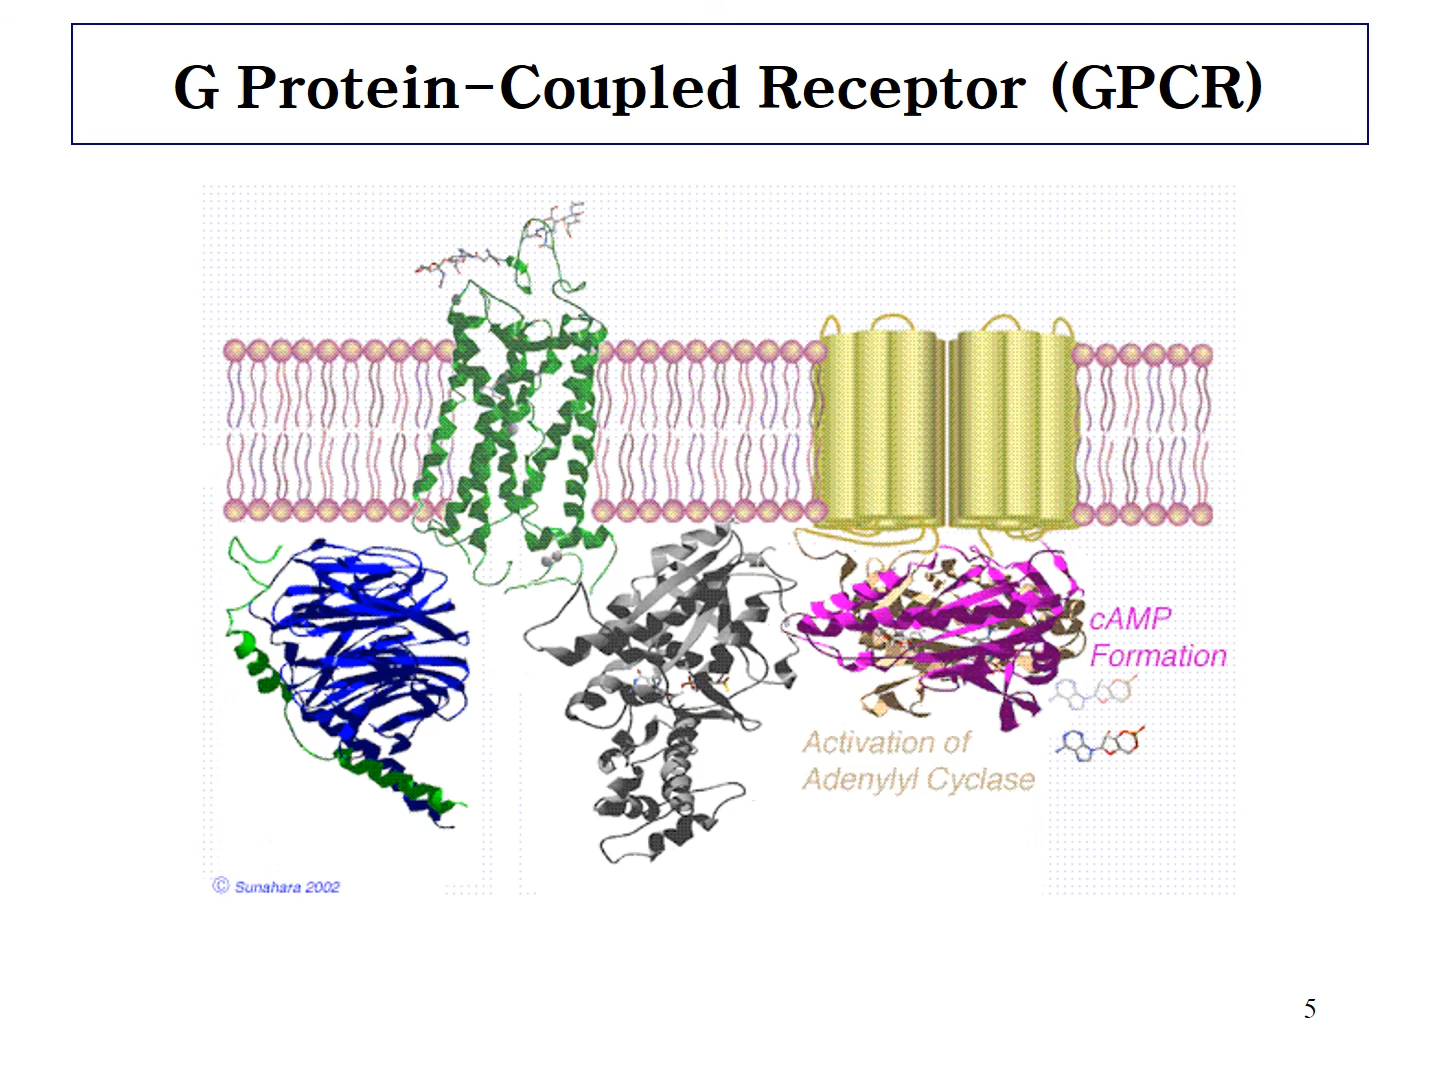 G Protein-Coupled Receptor (GPCR)
cAMP
Formation
Activation of
Adenylyl Cyclase
© Sunahara 2002
5